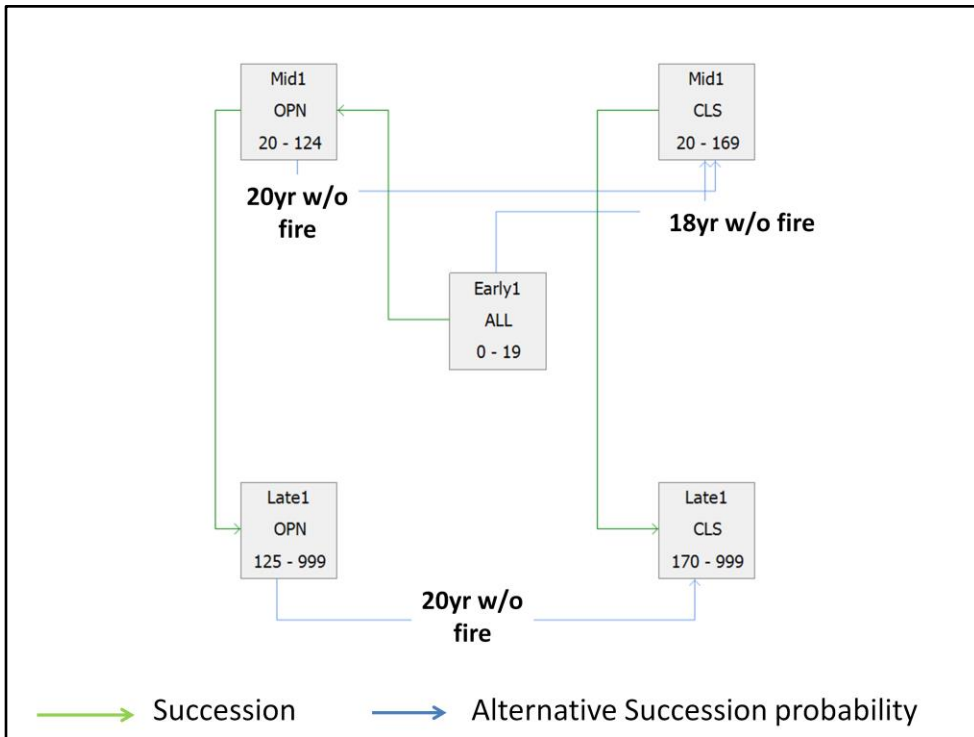 Mid1
OPN
20 - 124
Mid1
CLS
20 - 169
20yr w/o
fire
18yr w/o fire
Early1
ALL
0 - 19
Late1
OPN
125 - 999
Late1
CLS
170 - 999
20yr w/o
fire
Succession
Alternative Succession probability